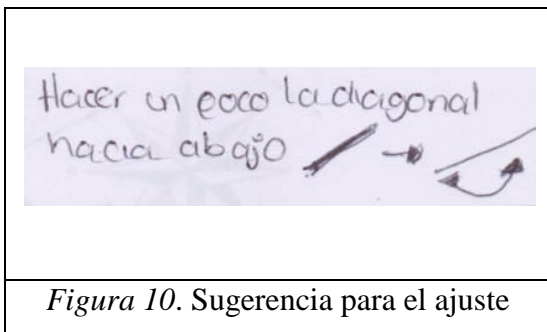 Hacer un poco la diagonal
hacia abajo
Figura 10. Sugerencia para el ajuste